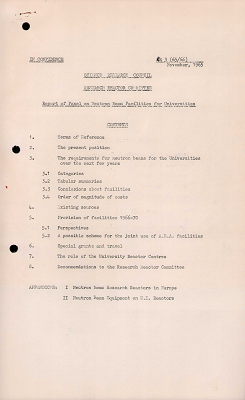 IN CONFIDENCE
November, 1965
SCIENCE RESEARCH COUNCIL
RESEARCH REACTOR COMMITTEE
Report of Panel on Neutron Beam Facilities for Universities
CONTENTS
1. Terms of Reference
2. The present position
3. The requirements for neutron beams for the Universities
over the next few years
3.1 Categories
3.2 Tabular summaries
3.3 Conclusions about facilities
3.4 Order of magnitude of costs
4. Existing sources
5. Provision of facilities 1966-70
5.1 Perspectives
5.2 A possible scheme for the joint use of A.E.A. facilities
6. Special grants and travel
7. The role of the University Reactor Centres
8. Recommendations to the Research Reactor Committee
APPENDICES: I Neutron Beam Research Reactors in Europe
II Neutron Beam Equipment on U.K. Reactors